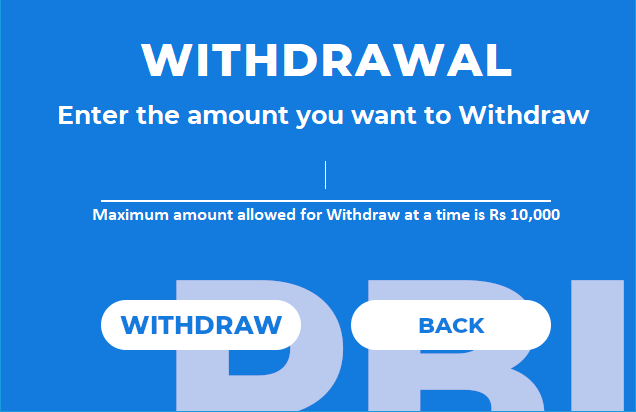 WITHDRAWAL
Enter the amount you want to Withdraw
Maximum amount allowed for Withdraw at a time is Rs 10,000
WITHDRAW
BACK